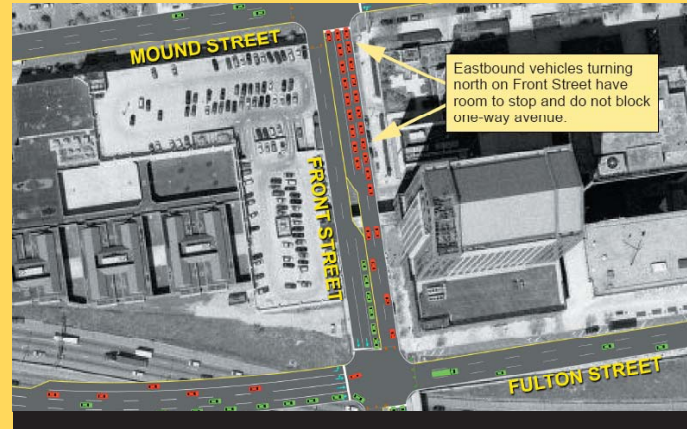 MOUND STREET
Eastbound vehicles turning
north on Front Street have
room to stop and do not block
one-way avenue.
FRONT STREET
FULTON STREET